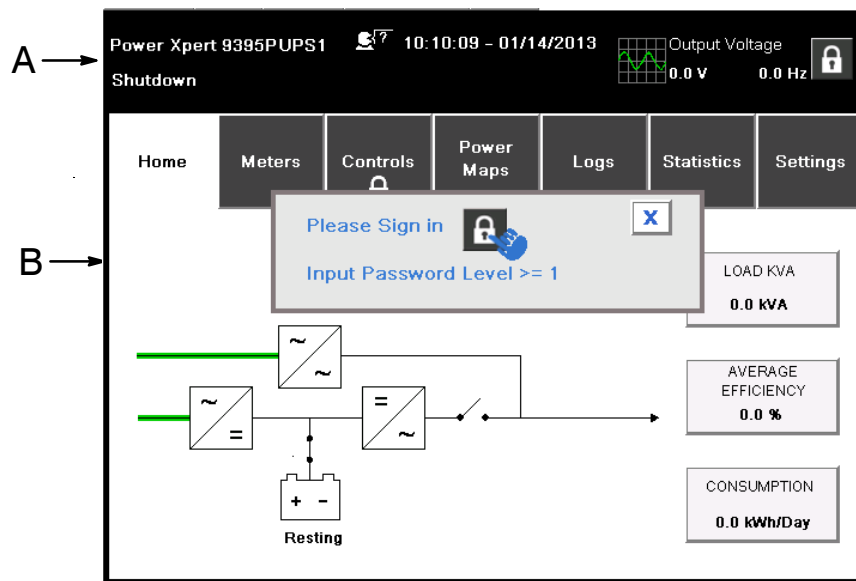 A
Power Xpert 9395PUPS1
? 10:10:09 - 01/14/2013
Output Voltage
0.0 V 0.0 Hz
Shutdown
Home
Meters
Controls
Power
Maps
Logs
Statistics
Settings
B
Please Sign in
X
Input Password Level >= 1
LOAD KVA
0.0 kVA
AVERAGE
EFFICIENCY
0.0 %
CONSUMPTION
0.0 kWh/Day
~
~
~
=
=
~
+ -
Resting